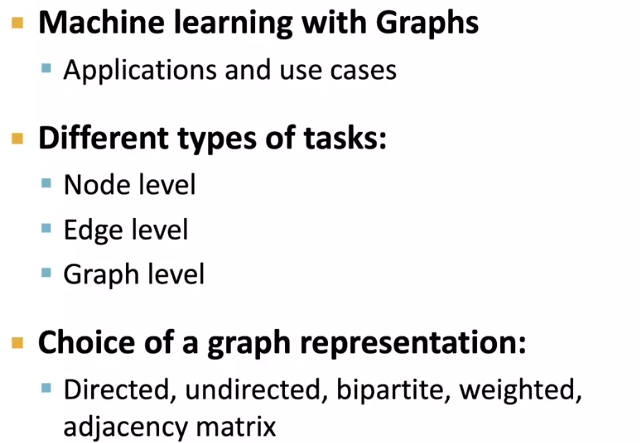 Machine learning with Graphs
Applications and use cases
Different types of tasks:
Node level
Edge level
Graph level
Choice of a graph representation:
Directed, undirected, bipartite, weighted,
adjacency matrix